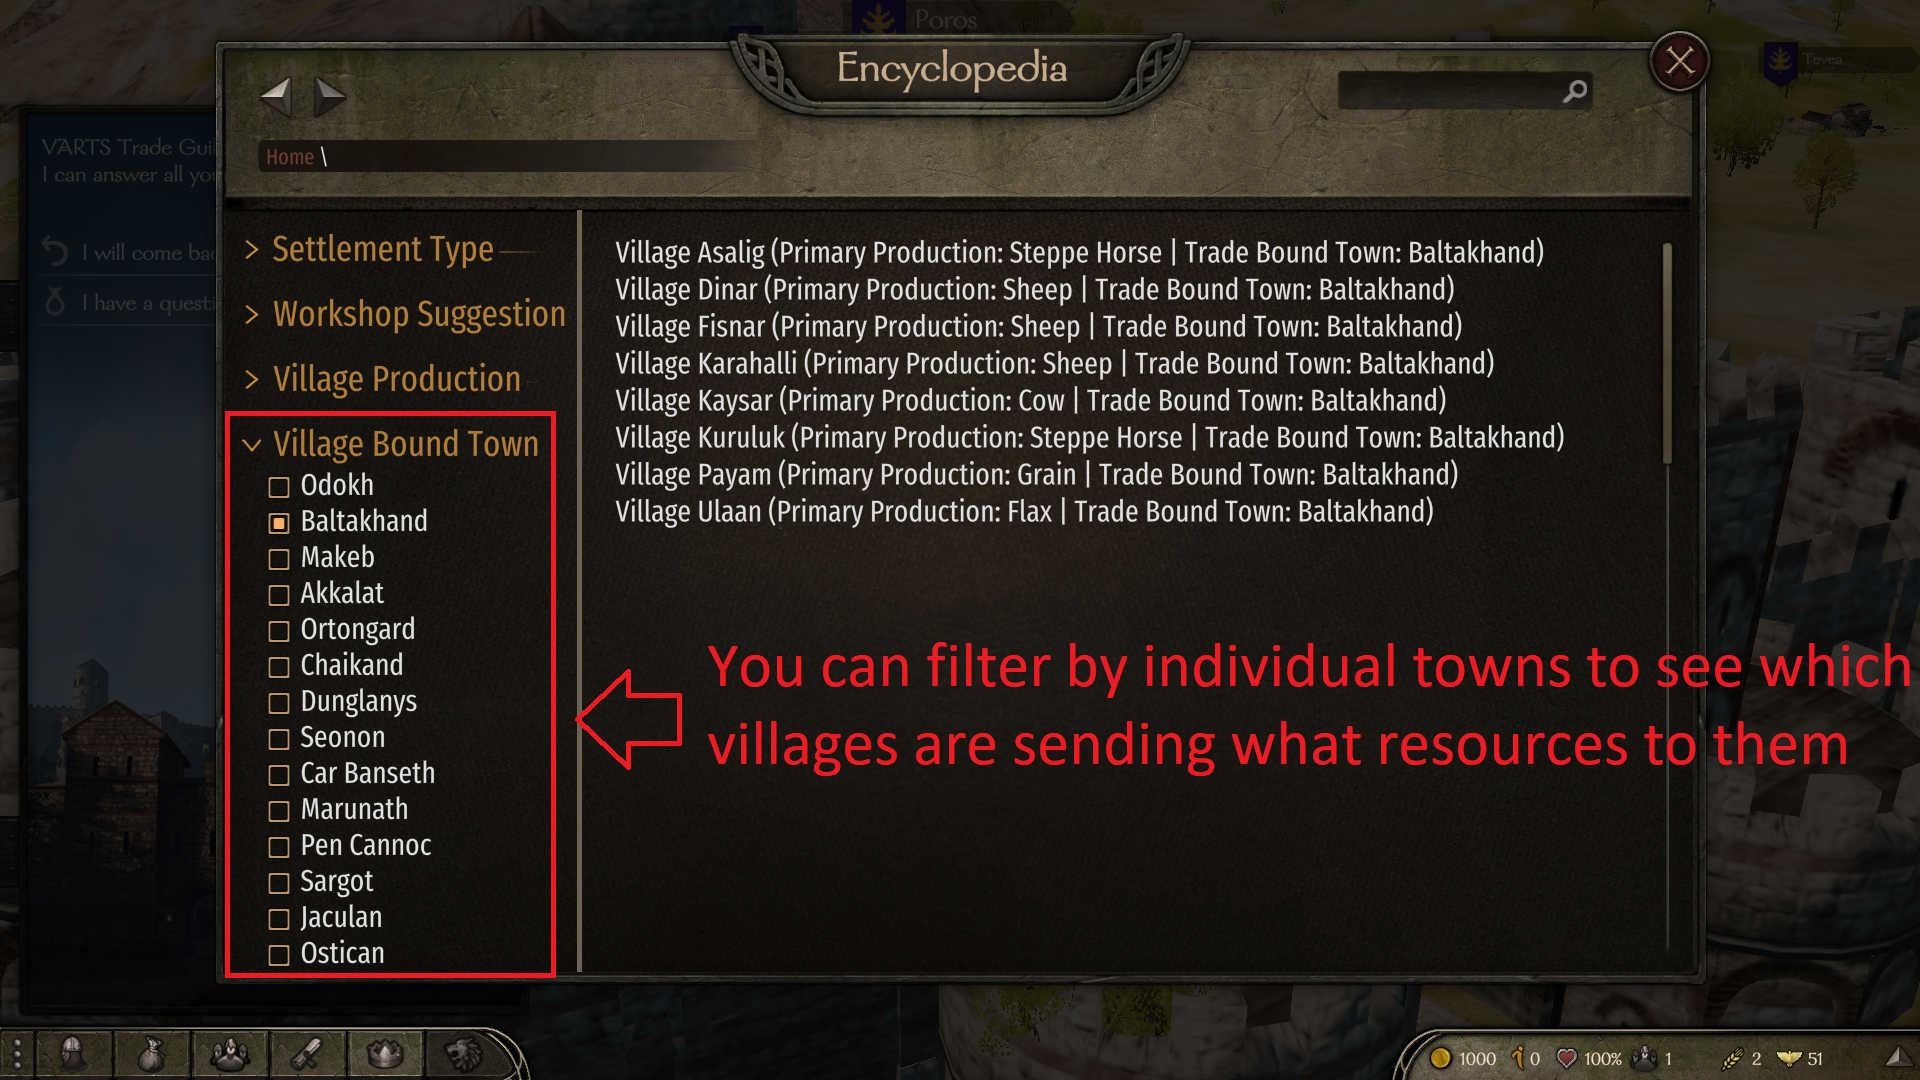 Poros
Encyclopedia
Tevea
VARTS Trade Gui
I can answer all you
Home \
I will come bac
I have a questi
> Settlement Type
> Workshop Suggestion
> Village Production
Village Bound Town
Odokh
Baltakhand
Makeb
Akkalat
Ortongard
Chaikand
Dunglanys
Seonon
Car Banseth
Marunath
Pen Cannoc
Sargot
Jaculan
Ostican
Village Asalig (Primary Production: Steppe Horse | Trade Bound Town: Baltakhand)
Village Dinar (Primary Production: Sheep | Trade Bound Town: Baltakhand)
Village Fisnar (Primary Production: Sheep | Trade Bound Town: Baltakhand)
Village Karahalli (Primary Production: Sheep | Trade Bound Town: Baltakhand)
Village Kaysar (Primary Production: Cow | Trade Bound Town: Baltakhand)
Village Kuruluk (Primary Production: Steppe Horse | Trade Bound Town: Baltakhand)
Village Payam (Primary Production: Grain | Trade Bound Town: Baltakhand)
Village Ulaan (Primary Production: Flax | Trade Bound Town: Baltakhand)
You can filter by individual towns to see which
villages are sending what resources to them
1000 0 100% 1 2 51